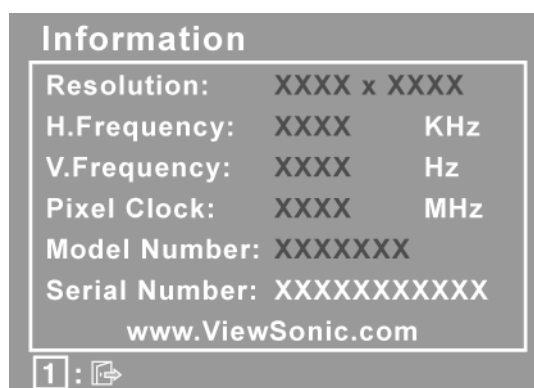 Information
Resolution: XXXX x XXXX
H.Frequency: XXXX KHz
V.Frequency: XXXX Hz
Pixel Clock: XXXX MHz
Model Number: XXXXXXX
Serial Number: XXXXXXXXXXX
www.ViewSonic.com
1 :